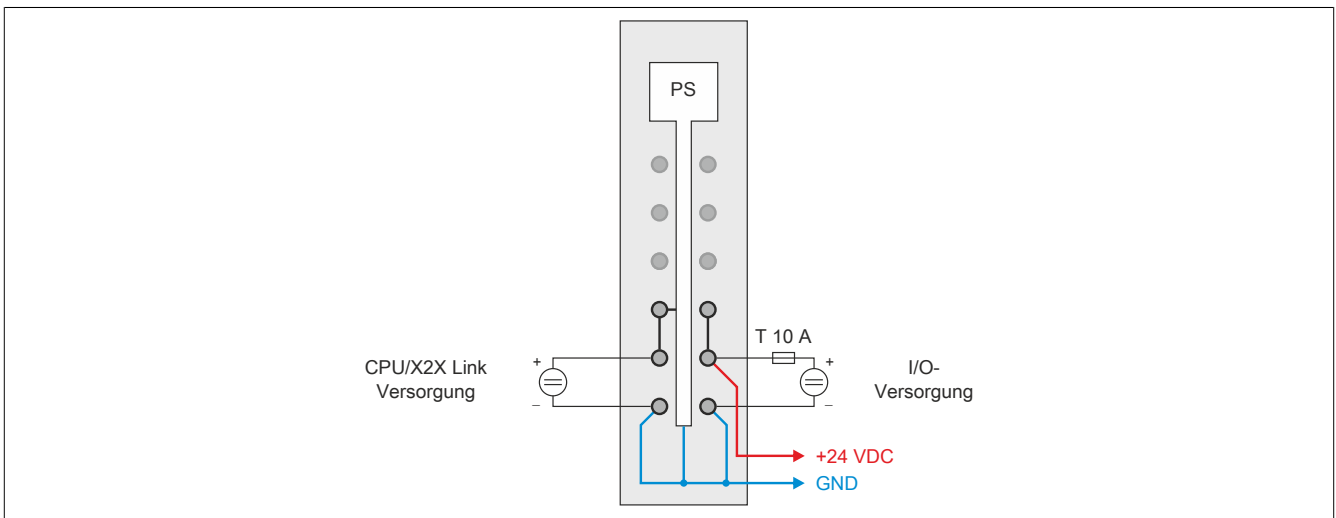 PS
T 10 A
CPU/X2X Link
Versorgung
+
–
+
–
I/O-
Versorgung
+24 VDC
GND